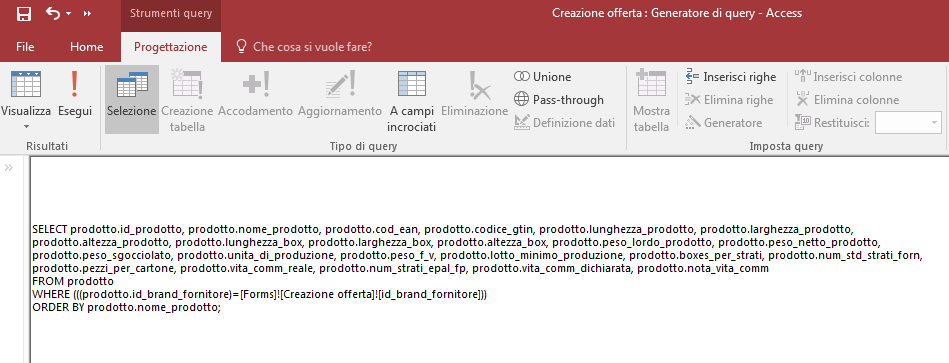 Strumenti query
Creazione offerta : Generatore di query - Access
File
Home
Progettazione
Che cosa si vuole fare?
Visualizza
Esegui
Risultati
Selezione
Creazione tabella
Accodamento
Aggiornamento
A campi incrociati
Eliminazione
Unione
Pass-through
Definizione dati
Tipo di query
Mostra tabella
Inserisci righe
Elimina righe
Generatore
Inserisci colonne
Elimina colonne
Restituisci:
Imposta query
SELECT prodotto.id_prodotto, prodotto.nome_prodotto, prodotto.cod_ean, prodotto.codice_gtin, prodotto.lunghezza_prodotto, prodotto.larghezza_prodotto,
prodotto.altezza_prodotto, prodotto.lunghezza_box, prodotto.larghezza_box, prodotto.altezza_box, prodotto.peso_lordo_prodotto, prodotto.peso_netto_prodotto,
prodotto.peso_sgocciolato, prodotto.unita_di_produzione, prodotto.peso_f_v, prodotto.lotto_minimo_produzione, prodotto.boxes_per_strati, prodotto.num_std_strati_forn,
prodotto.pezzi_per_cartone, prodotto.vita_comm_reale, prodotto.num_strati_epal_fp, prodotto.vita_comm_dichiarata, prodotto.nota_vita_comm
FROM prodotto
WHERE (((prodotto.id_brand_fornitore)=[Forms]![Creazione offerta]![id_brand_fornitore]))
ORDER BY prodotto.nome_prodotto;